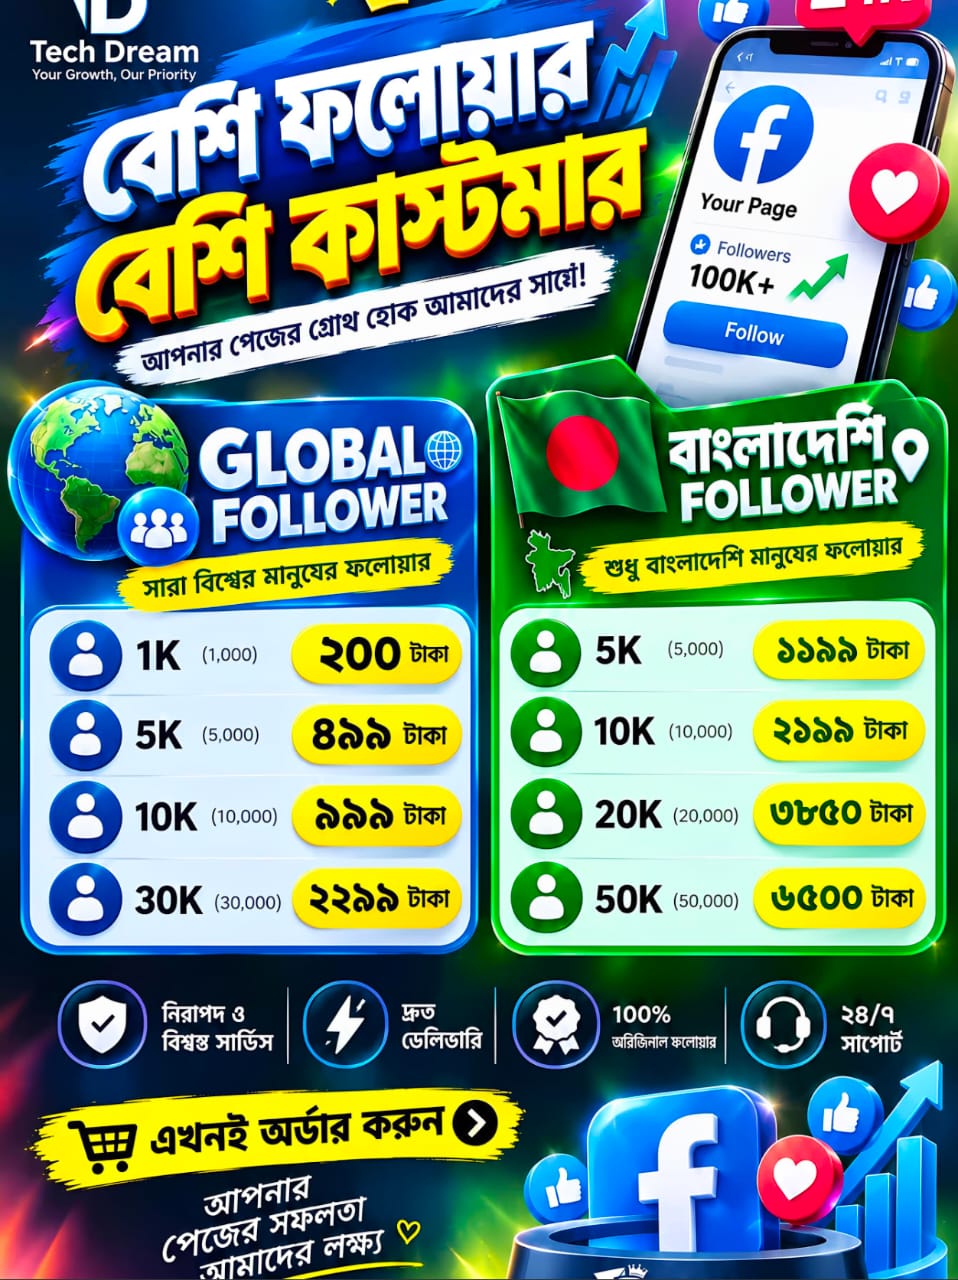 Tech Dream
Your Growth, Our Priority
বেশি ফলোয়ার
বেশি কাস্টমার
আপনার পেজের গ্রোথ হোক আমাদের সাথে!
Your Page
Followers
100K+
Follow
GLOBAL
FOLLOWER
সারা বিশ্বের মানুষের ফলোয়ার
1K (1,000) ২00 টাকা
5K (5,000) ৪৯৯ টাকা
10K (10,000) ৯৯৯ টাকা
30K (30,000) ২২৯৯ টাকা
বাংলাদেশি
FOLLOWER
শুধু বাংলাদেশি মানুষের ফলোয়ার
5K (5,000) ১১৯৯ টাকা
10K (10,000) ২১৯৯ টাকা
20K (20,000) ৩৮৫০ টাকা
50K (50,000) ৬৫০০ টাকা
নিরাপদ ও
বিশ্বস্ত সার্ভিস
দ্রুত
ডেলিভারি
100%
অরিজিনাল ফলোয়ার
২৪/৭
সাপোর্ট
এখনই অর্ডার করুন
আপনার
পেজের সফলতা
আমাদের লক্ষ্য